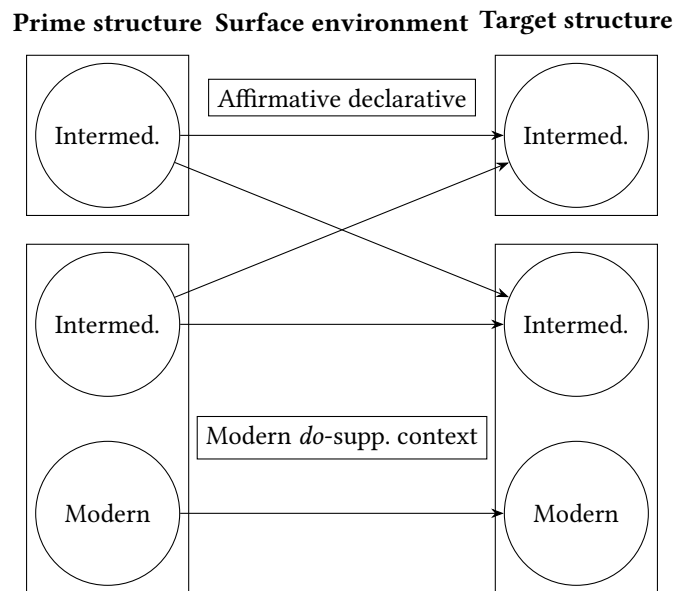 Prime structure Surface environment Target structure
Affirmative declarative
Intermed. Intermed.
Intermed. Intermed.
Modern do-supp. context
Modern Modern